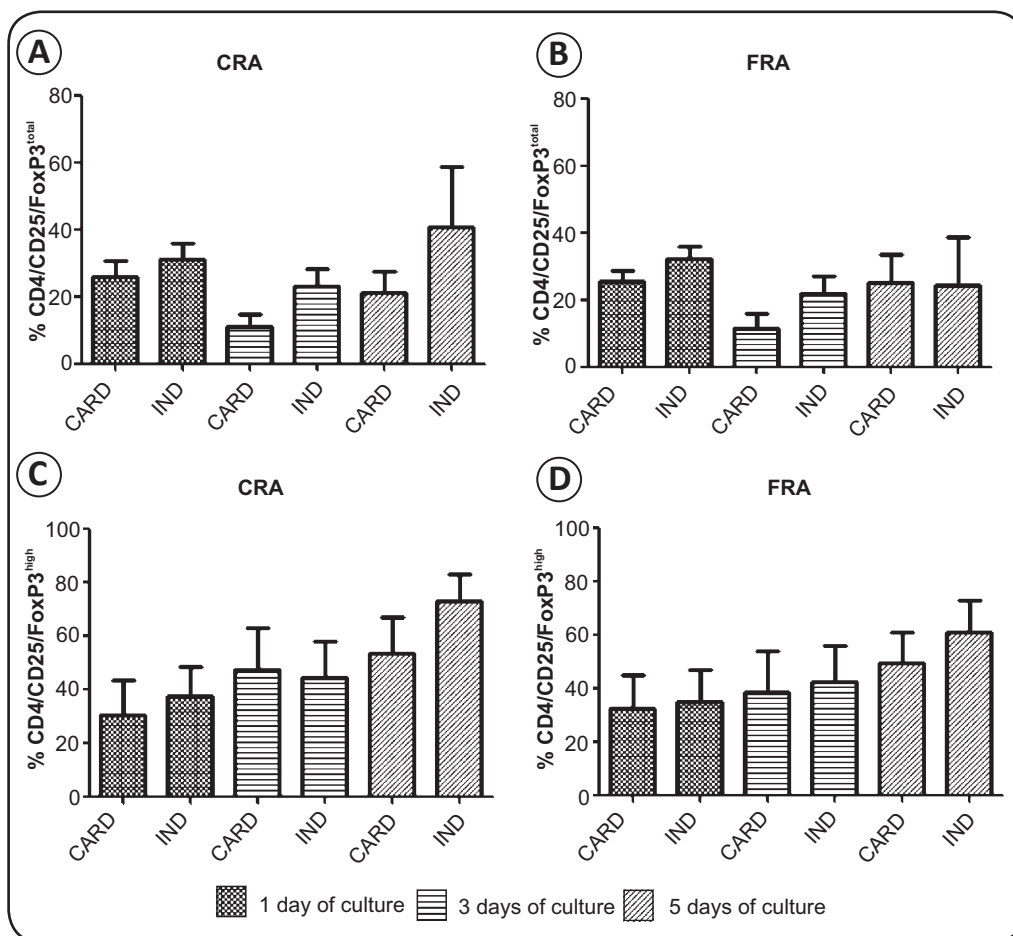 A
CRA
% CD4/CD25/FoxP3total
80
60
40
20
0
CARD
IND
CARD
IND
CARD
IND
B
FRA
% CD4/CD25/FoxP3total
80
60
40
20
0
CARD
IND
CARD
IND
CARD
IND
C
CRA
% CD4/CD25/FoxP3high
100
80
60
40
20
0
CARD
IND
CARD
IND
CARD
IND
D
FRA
% CD4/CD25/FoxP3high
100
80
60
40
20
0
CARD
IND
CARD
IND
CARD
IND
1 day of culture
3 days of culture
5 days of culture